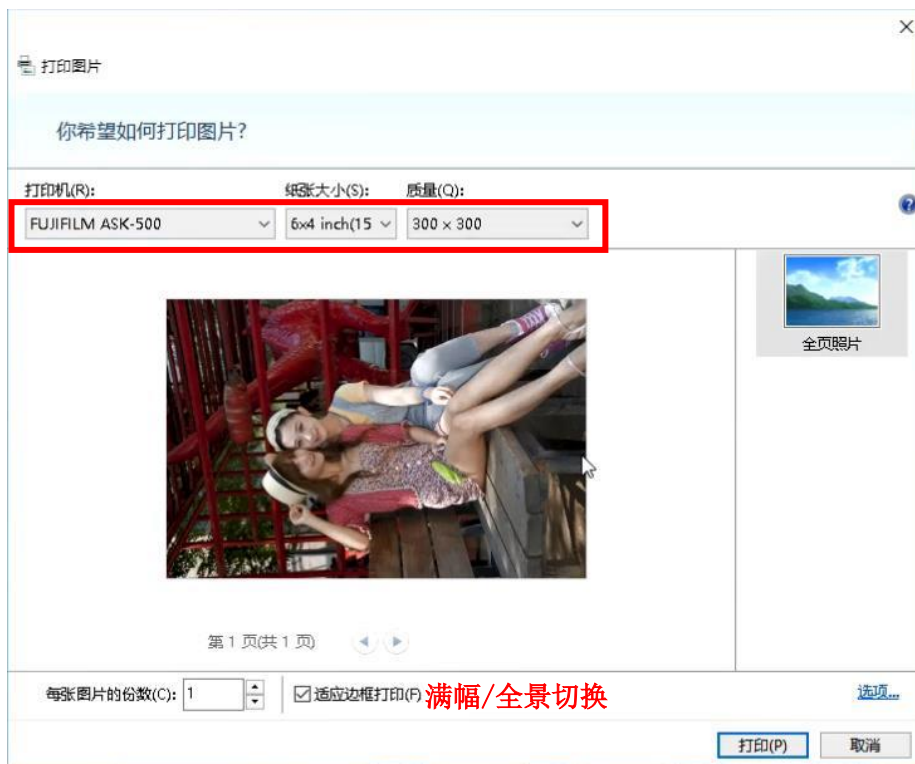 打印图片
你希望如何打印图片?
打印机(R): 纸张大小(S): 质量(Q):
FUJIFILM ASK-500 6x4 inch(15 300 × 300
全页照片
第 1 页(共 1 页)
每张图片的份数(C): 1 适应边框打印(F) 满幅/全景切换 选项...
打印(P) 取消